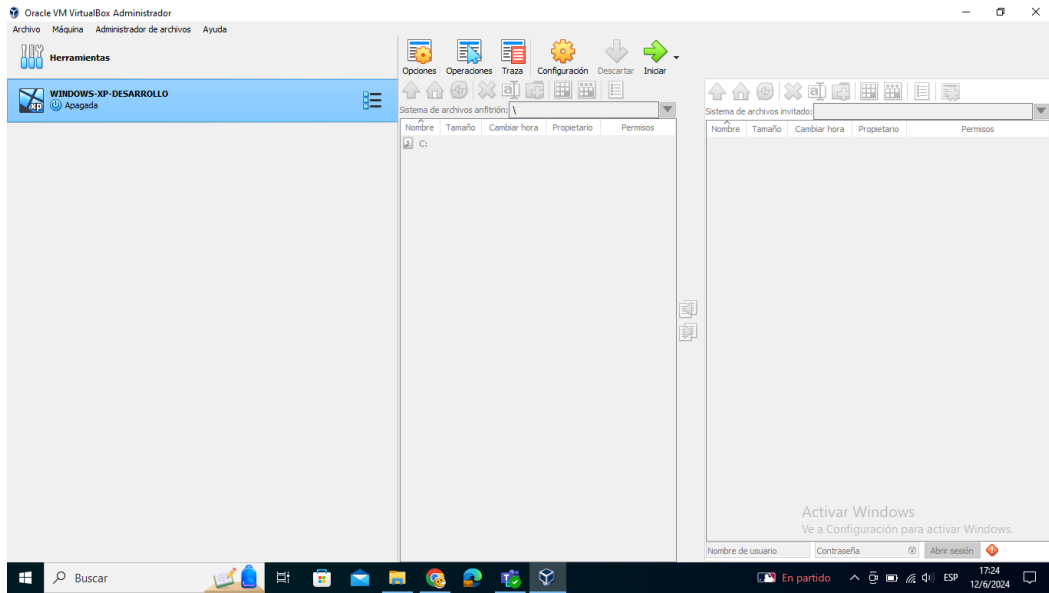 Oracle VM VirtualBox Administrador
Archivo Máquina Administrador de archivos Ayuda
Herramientas
Opciones Operaciones Traza Configuración Descartar Iniciar
xp
WINDOWS-XP-DESARROLLO
Apagada
Sistema de archivos anfitrión: \
Sistema de archivos invitado:
Nombre Tamaño Cambiar hora Propietario Permisos
Nombre Tamaño Cambiar hora Propietario Permisos
C:
Activar Windows
Ve a Configuración para activar Windows.
Nombre de usuario Contraseña Abrir sesión
Buscar
En partido
ESP
17:24
12/6/2024